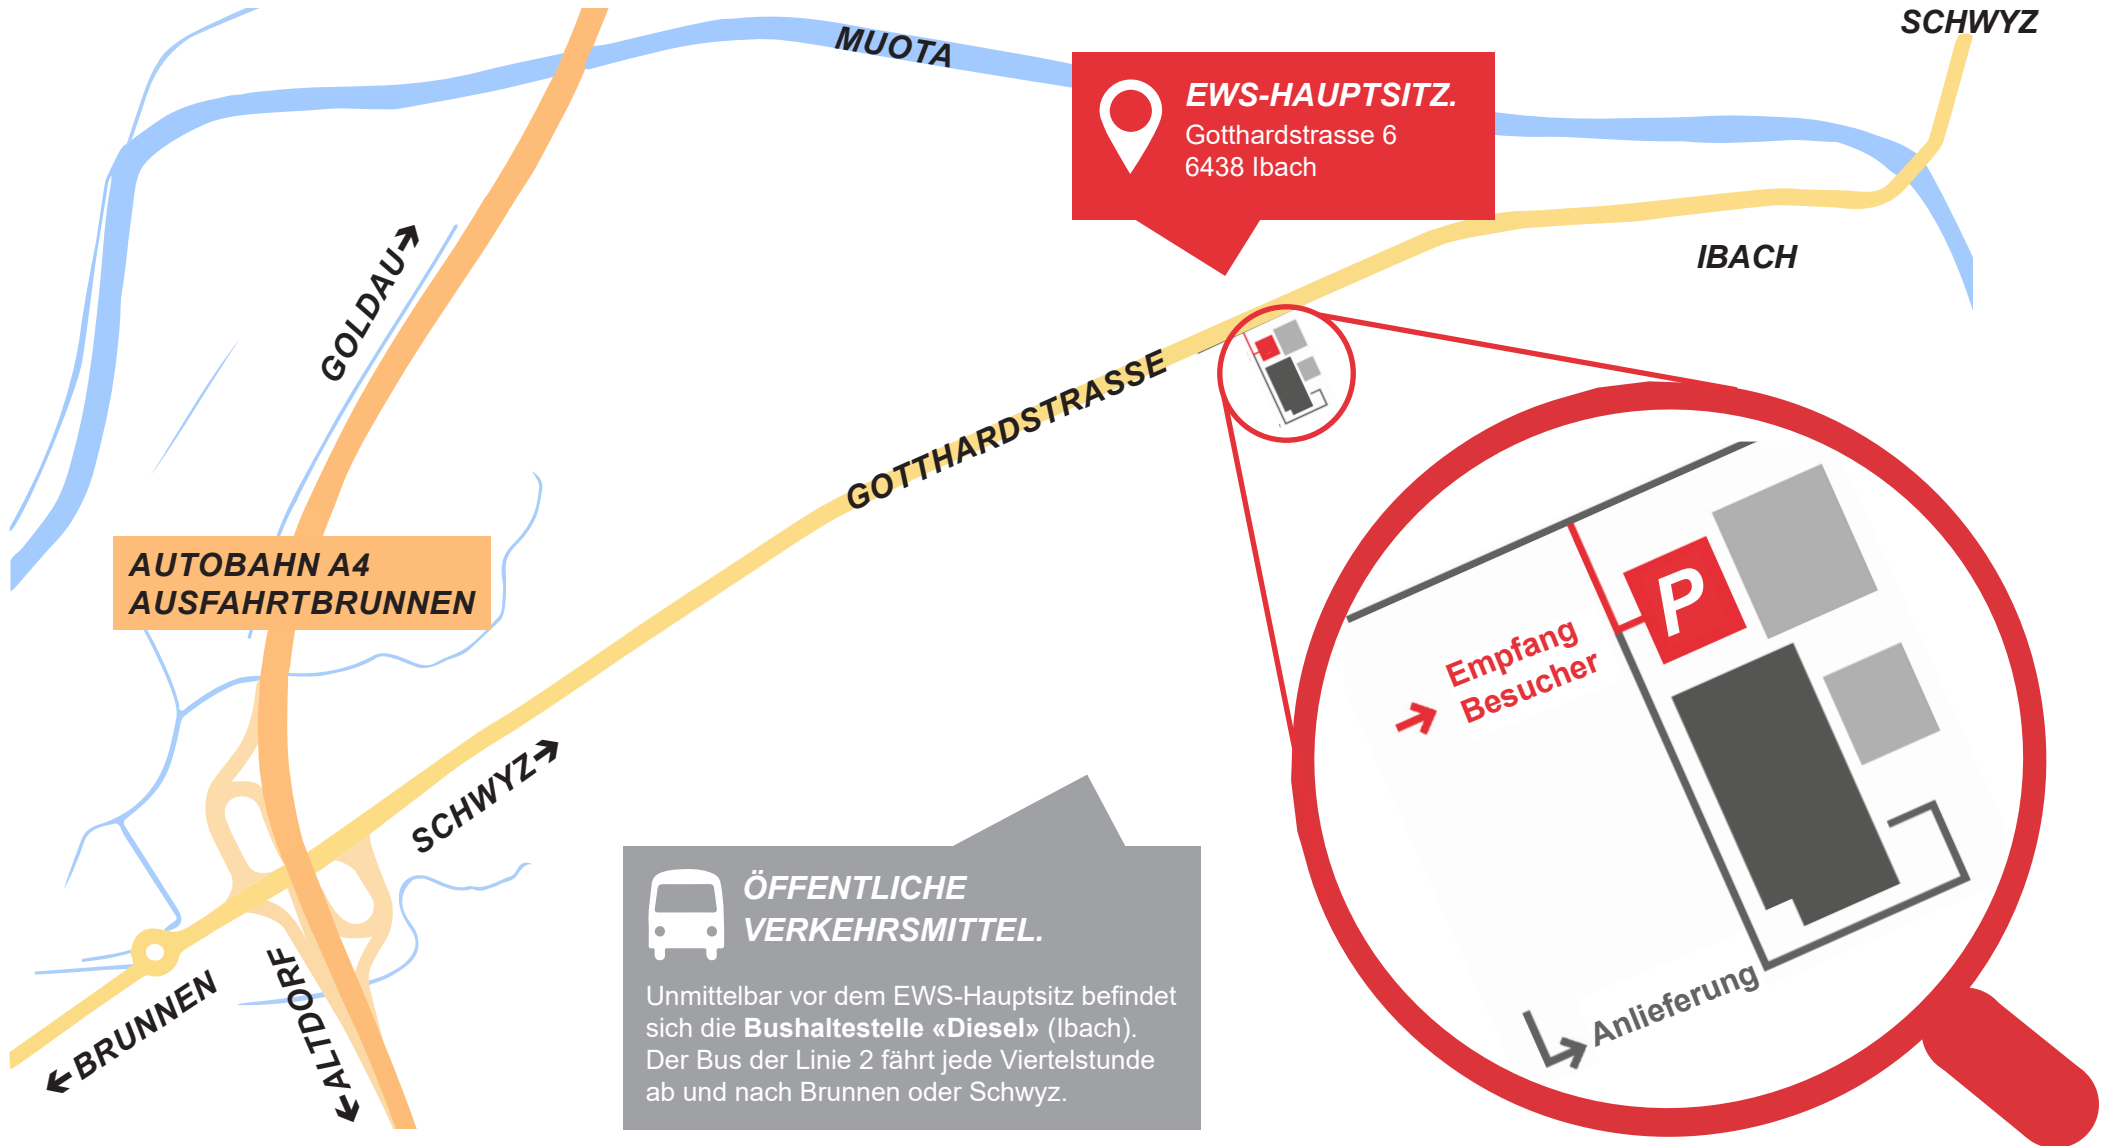 SCHWYZ
MUOTA
EWS-HAUPTSITZ.
Gotthardstrasse 6
6438 Ibach
IBACH
GOLDAU
GOTTHARDSTRASSE
AUTOBAHN A4
AUSFAHRTBRUNNEN
P
Empfang
Besucher
SCHWYZ
ÖFFENTLICHE
VERKEHRSMITTEL.
Unmittelbar vor dem EWS-Hauptsitz befindet
sich die Bushaltestelle «Diesel» (Ibach).
Der Bus der Linie 2 fährt jede Viertelstunde
ab und nach Brunnen oder Schwyz.
Anlieferung
BRUNNEN
ALTDORF